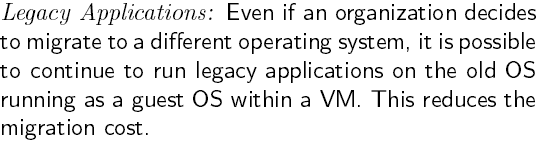 Legacy Applications: Even if an organization decides
to migrate to a different operating system, it is possible
to continue to run legacy applications on the old OS
running as a guest OS within a VM. This reduces the
migration cost.